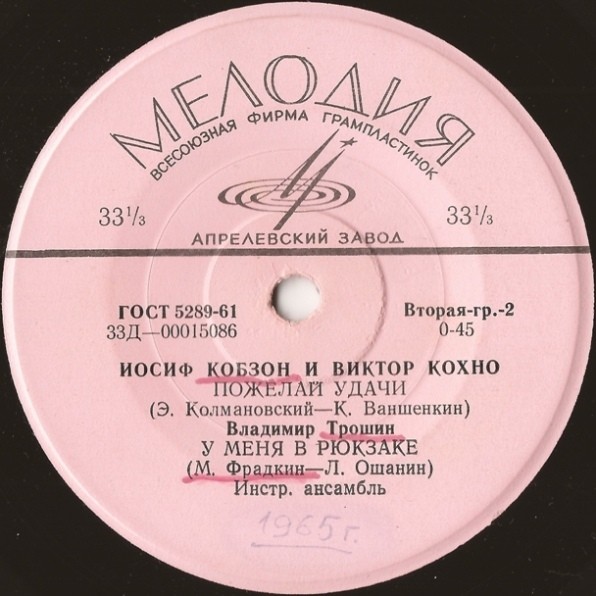 МЕЛОДИЯ
ВСЕСОЮЗНАЯ ФИРМА ГРАМПЛАСТИНОК
33⅓ 33⅓
АПРЕЛЕВСКИЙ ЗАВОД
ГОСТ 5289-61 Вторая-гр.-2
33Д—00015086 0-45
ИОСИФ КОБЗОН И ВИКТОР КОХНО
ПОЖЕЛАЙ УДАЧИ
(Э. Колмановский—К. Ваншенкин)
Владимир Трошин
У МЕНЯ В РЮКЗАКЕ
(М. Фрадкин—Л. Ошанин)
Инстр. ансамбль
1965г.